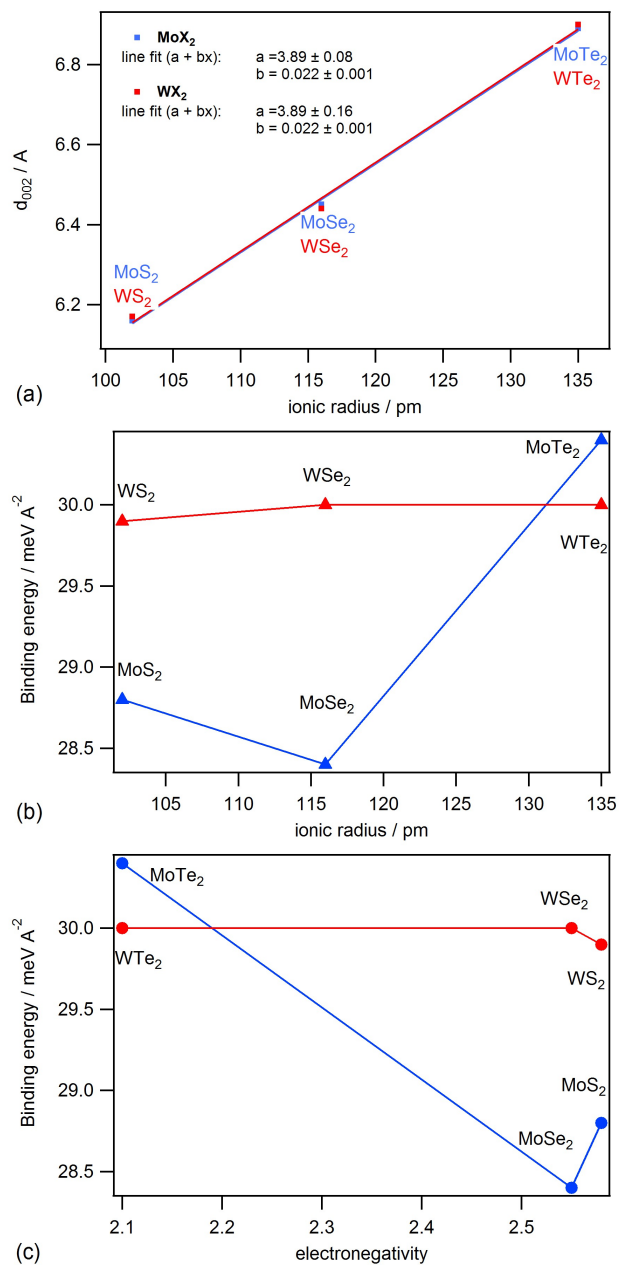 MoX₂
line fit (a + bx): a =3.89 ± 0.08
b = 0.022 ± 0.001
WX₂
line fit (a + bx): a =3.89 ± 0.16
b = 0.022 ± 0.001
MoTe₂
WTe₂
MoSe₂
WSe₂
MoS₂
WS₂
6.8
6.6
6.4
6.2
d₀₀₂ / A
100 105 110 115 120 125 130 135
ionic radius / pm
(a)
MoTe₂
WSe₂
WS₂
WTe₂
MoS₂
MoSe₂
30.0
29.5
29.0
28.5
Binding energy / meV A⁻²
105 110 115 120 125 130 135
ionic radius / pm
(b)
MoTe₂
WSe₂
WTe₂
WS₂
MoS₂
MoSe₂
30.0
29.5
29.0
28.5
Binding energy / meV A⁻²
2.1 2.2 2.3 2.4 2.5
electronegativity
(c)